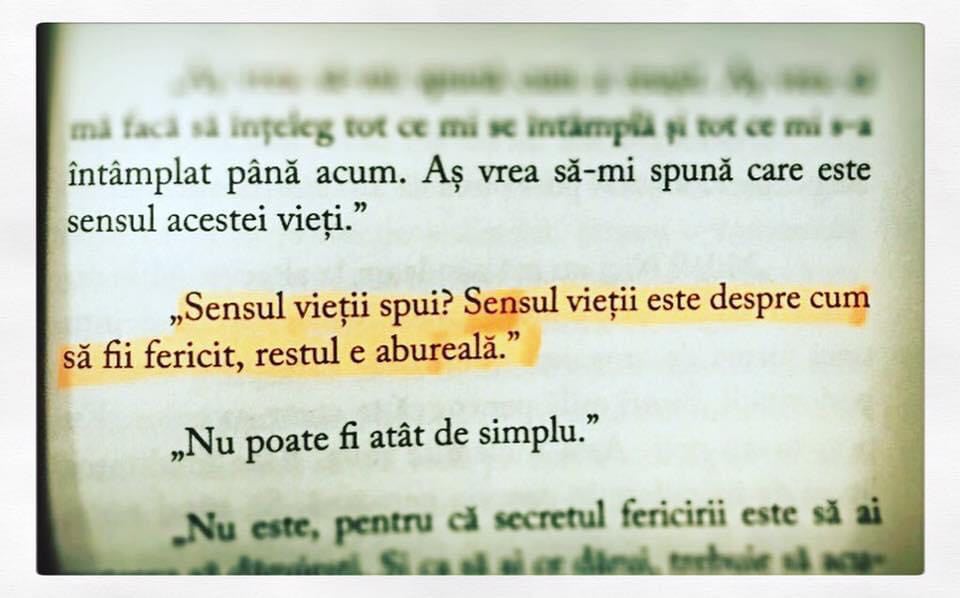 mă facă să înțeleg tot ce mi se întâmplă și tot ce mi s-a
întâmplat până acum. Aș vrea să-mi spună care este
sensul acestei vieți.”
„Sensul vieții spui? Sensul vieții este despre cum
să fii fericit, restul e abureală.”
„Nu poate fi atât de simplu.”
„Nu este, pentru că secretul fericirii este să ai
să dăruiești. Și ca să ai ce dărui, trebuie să acu-